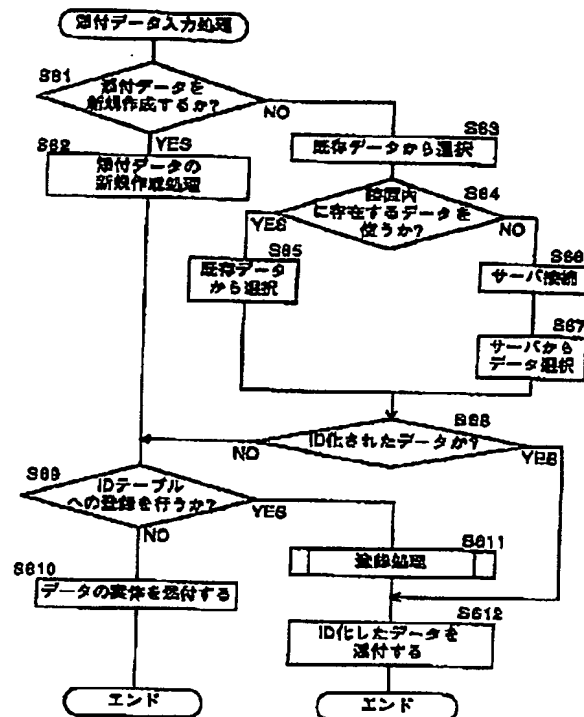 添付データ入力処理
S61
添付データを
新規作成するか?
NO
YES
S62
添付データの
新規作成処理
S63
既存データから選択
S64
装置内
に存在するデータを
使うか?
YES
NO
S65
既存データ
から選択
S66
サーバ接続
S67
サーバから
データ選択
S68
ID化されたデータか?
NO
YES
S69
IDテーブル
への登録を行うか?
YES
NO
S610
データの実体を添付する
S611
登録処理
S612
ID化したデータを
添付する
エンド
エンド